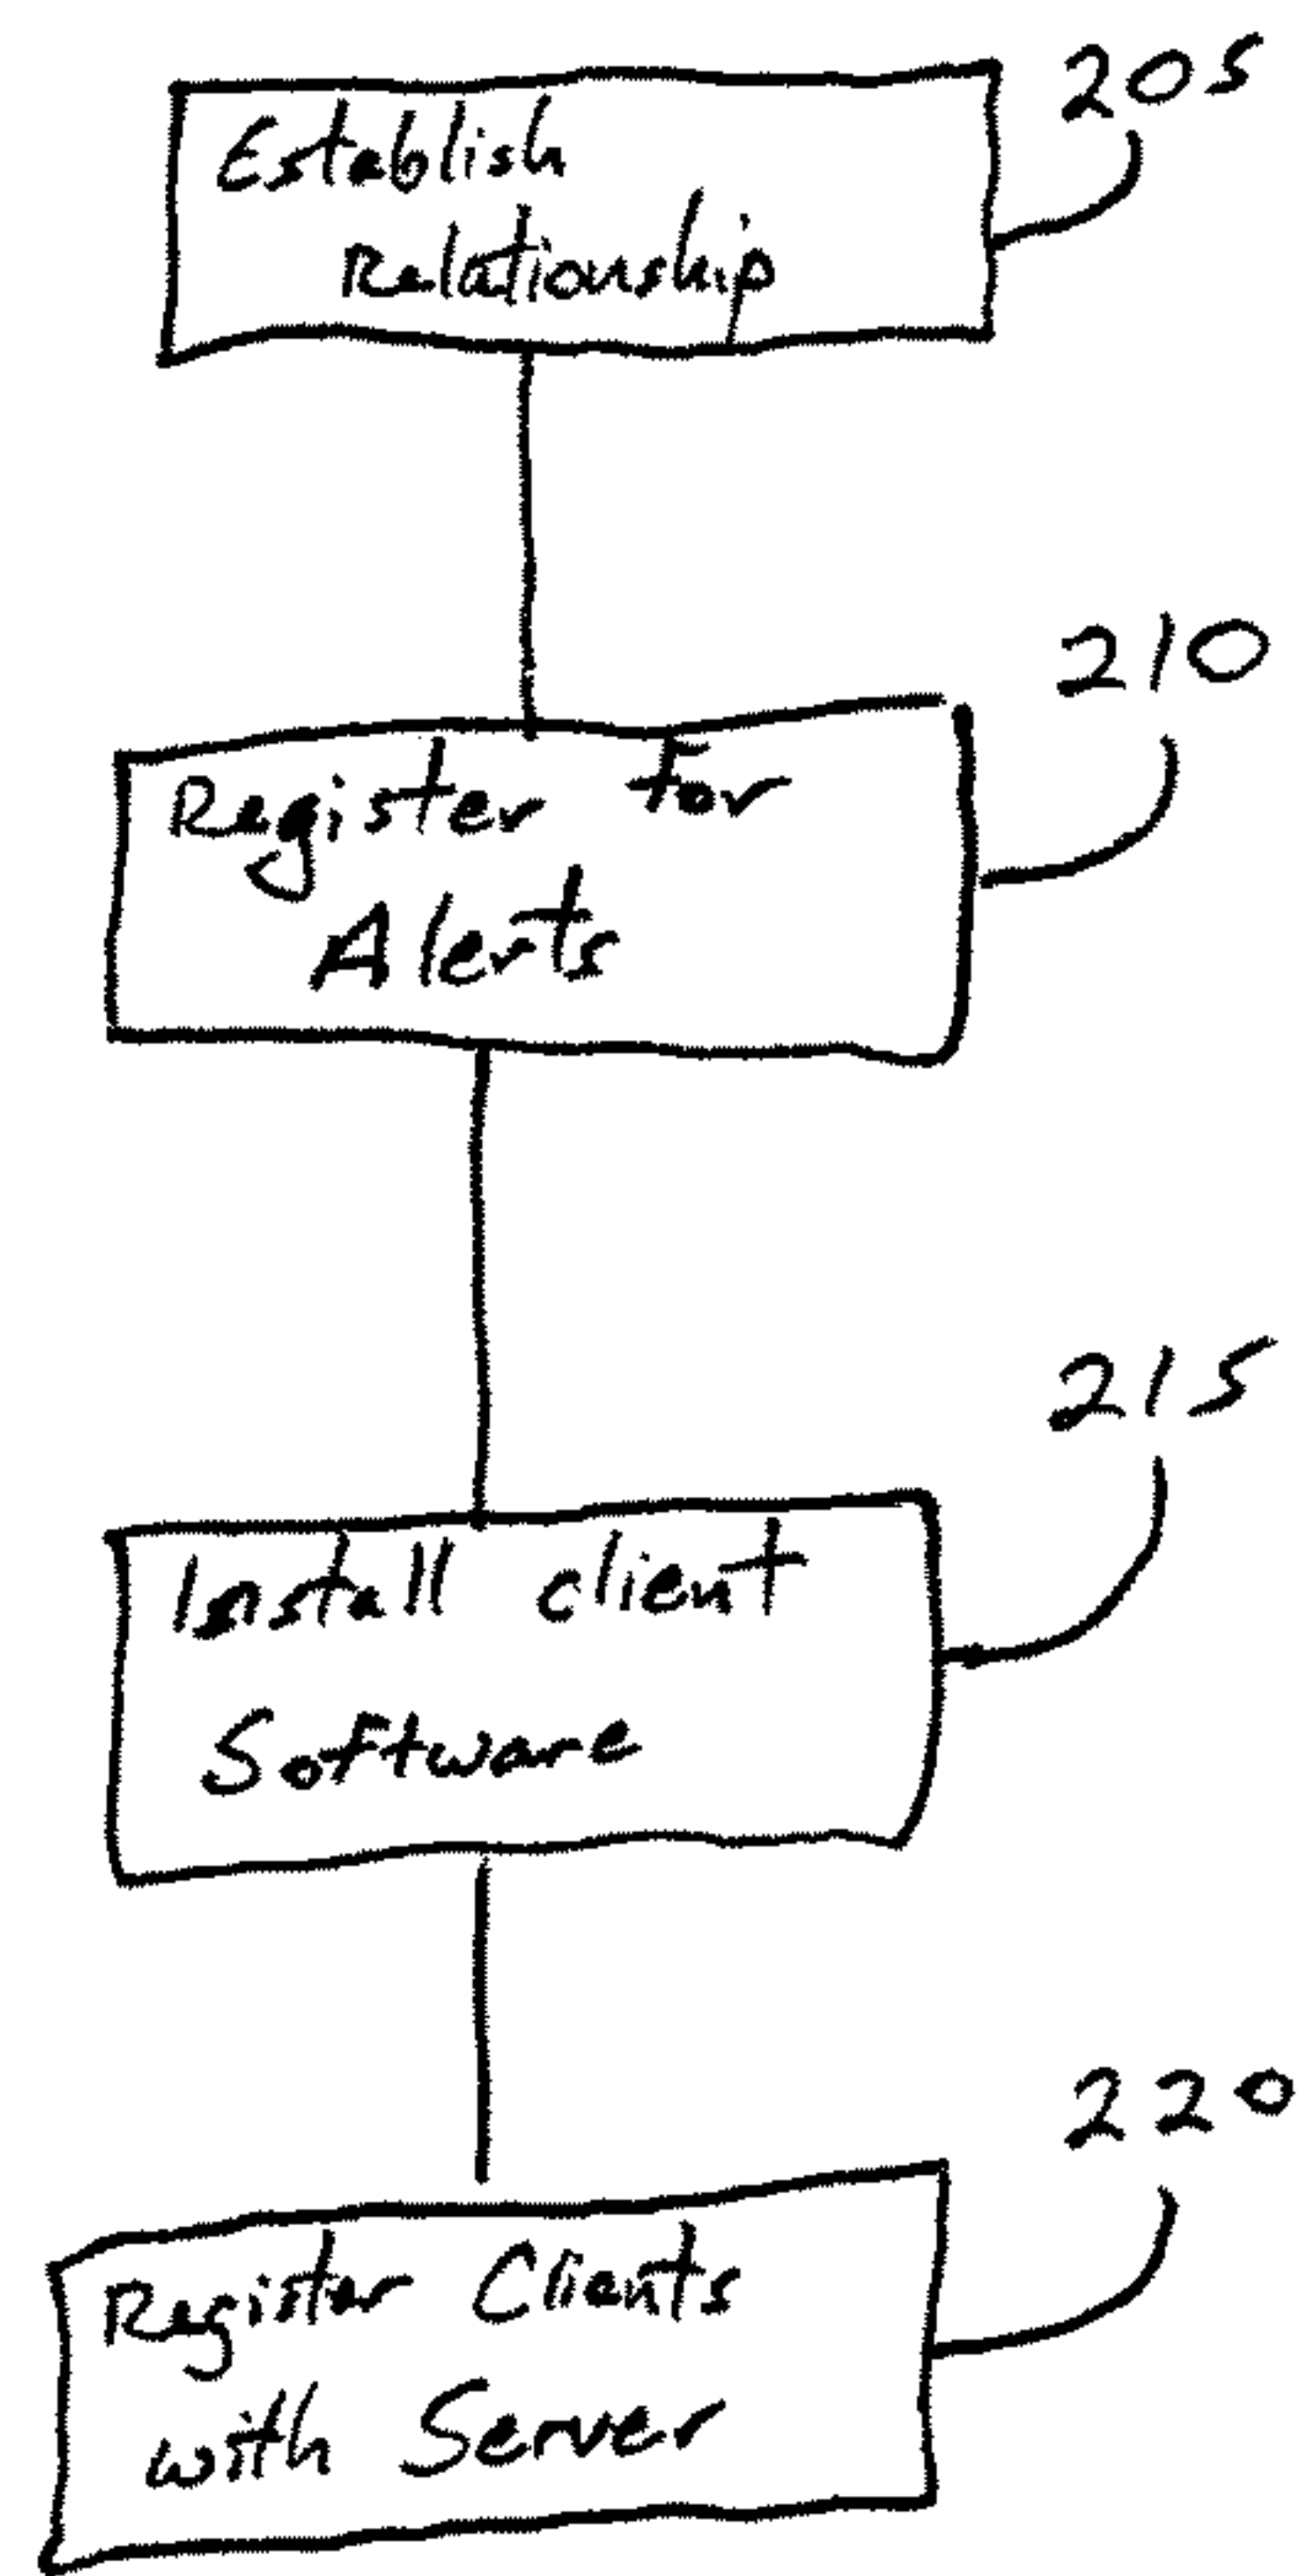 205
Establish
Relationship
210
Register for
Alerts
215
Install client
Software
220
Register Clients
with Server